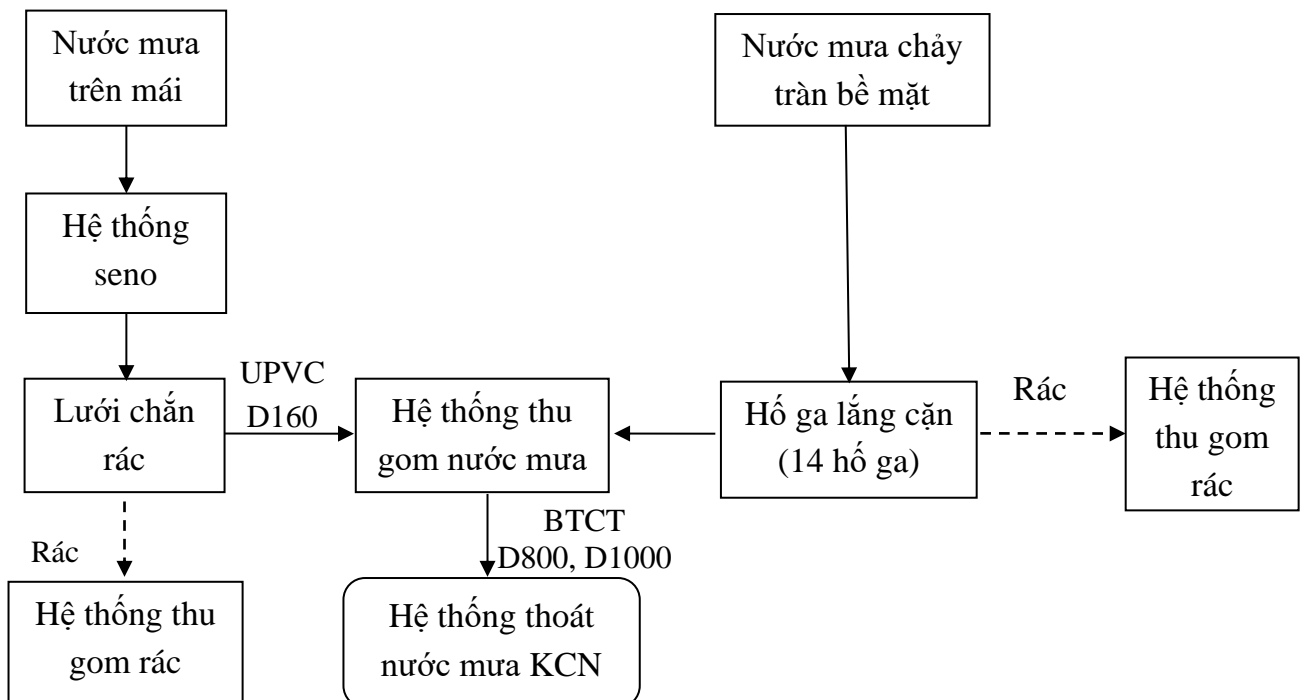 Nước mưa
trên mái
Nước mưa chảy
tràn bề mặt
Hệ thống
seno
Lưới chắn
rác
UPVC
D160
Hệ thống thu
gom nước mưa
Hố ga lắng cặn
(14 hố ga)
Rác
Hệ thống
thu gom
rác
Rác
BTCT
D800, D1000
Hệ thống thu
gom rác
Hệ thống thoát
nước mưa KCN